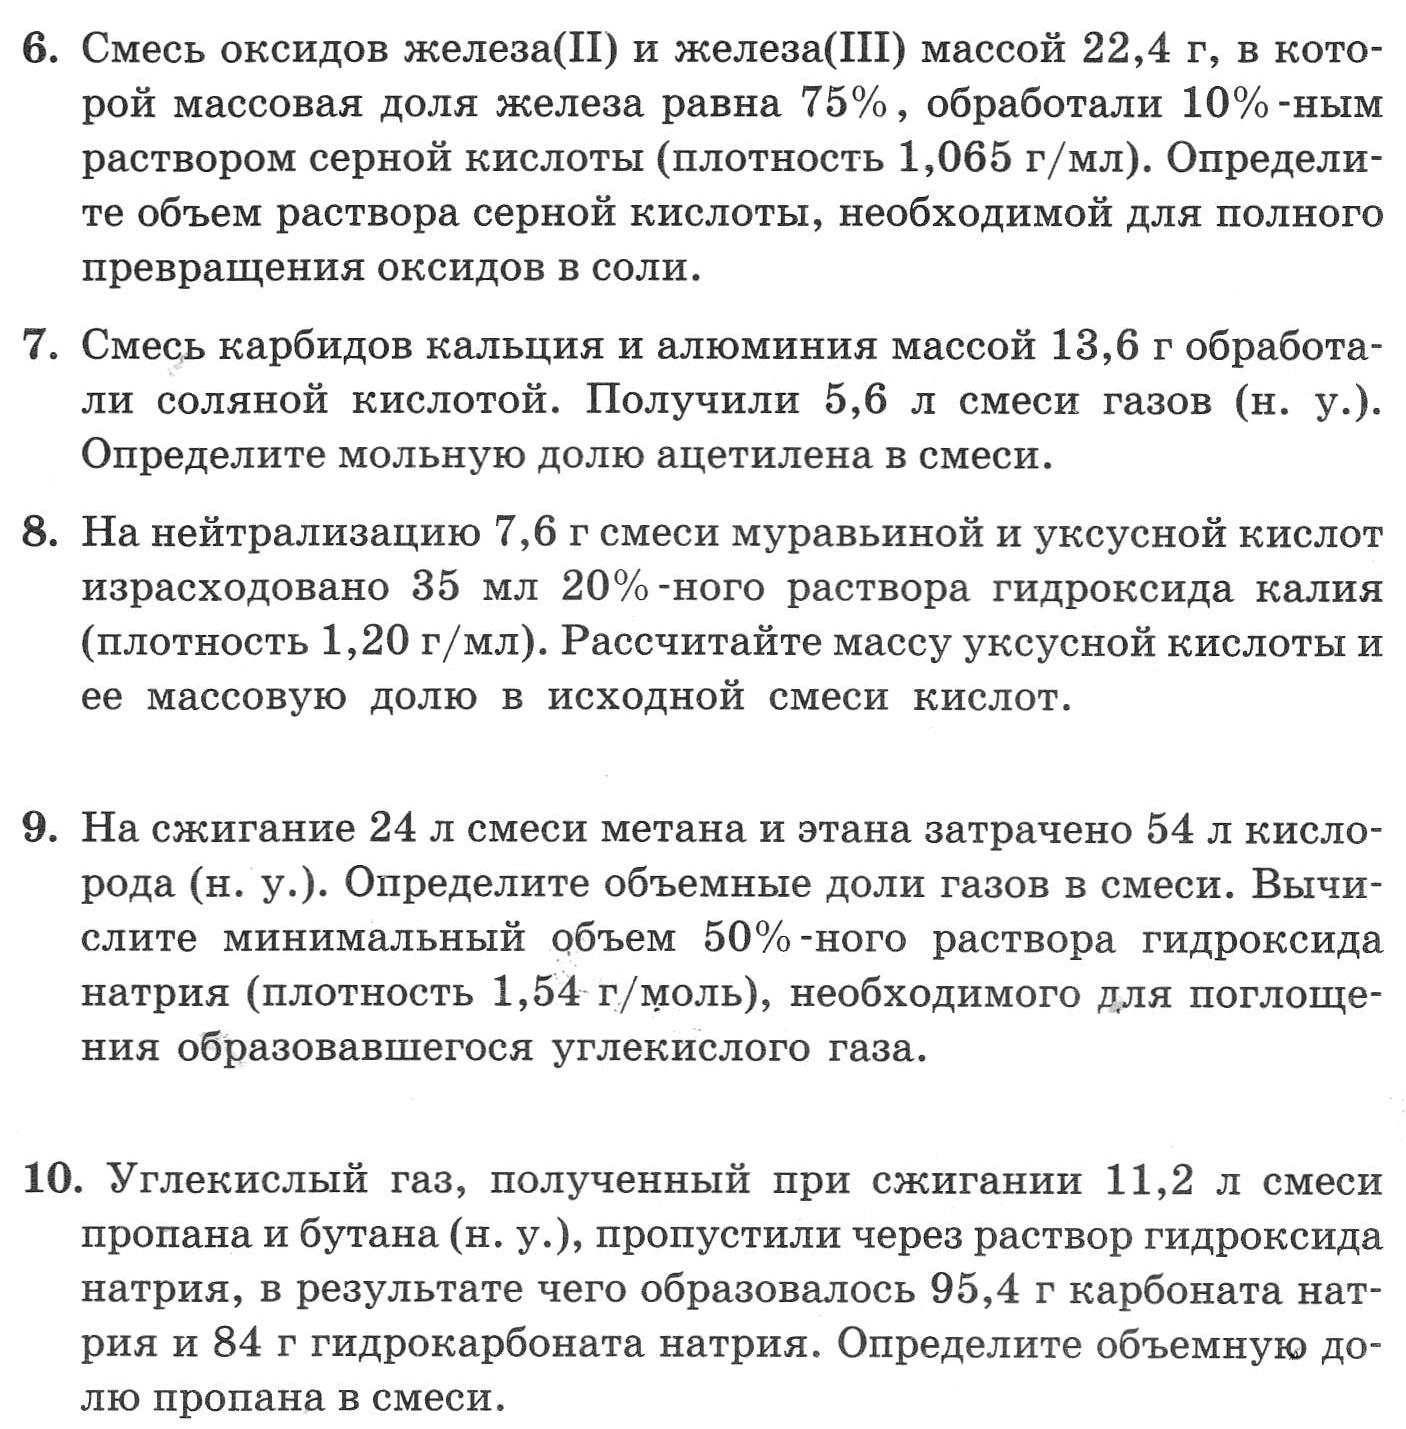 6. Смесь оксидов железа(II) и железа(III) массой 22,4 г, в кото-
рой массовая доля железа равна 75%, обработали 10%-ным
раствором серной кислоты (плотность 1,065 г/мл). Определи-
те объем раствора серной кислоты, необходимой для полного
превращения оксидов в соли.
7. Смесь карбидов кальция и алюминия массой 13,6 г обработа-
ли соляной кислотой. Получили 5,6 л смеси газов (н. у.).
Определите мольную долю ацетилена в смеси.
8. На нейтрализацию 7,6 г смеси муравьиной и уксусной кислот
израсходовано 35 мл 20%-ного раствора гидроксида калия
(плотность 1,20 г/мл). Рассчитайте массу уксусной кислоты и
ее массовую долю в исходной смеси кислот.
9. На сжигание 24 л смеси метана и этана затрачено 54 л кисло-
рода (н. у.). Определите объемные доли газов в смеси. Вычи-
слите минимальный объем 50%-ного раствора гидроксида
натрия (плотность 1,54 г/моль), необходимого для поглоще-
ния образовавшегося углекислого газа.
10. Углекислый газ, полученный при сжигании 11,2 л смеси
пропана и бутана (н. у.), пропустили через раствор гидроксида
натрия, в результате чего образовалось 95,4 г карбоната нат-
рия и 84 г гидрокарбоната натрия. Определите объемную до-
лю пропана в смеси.